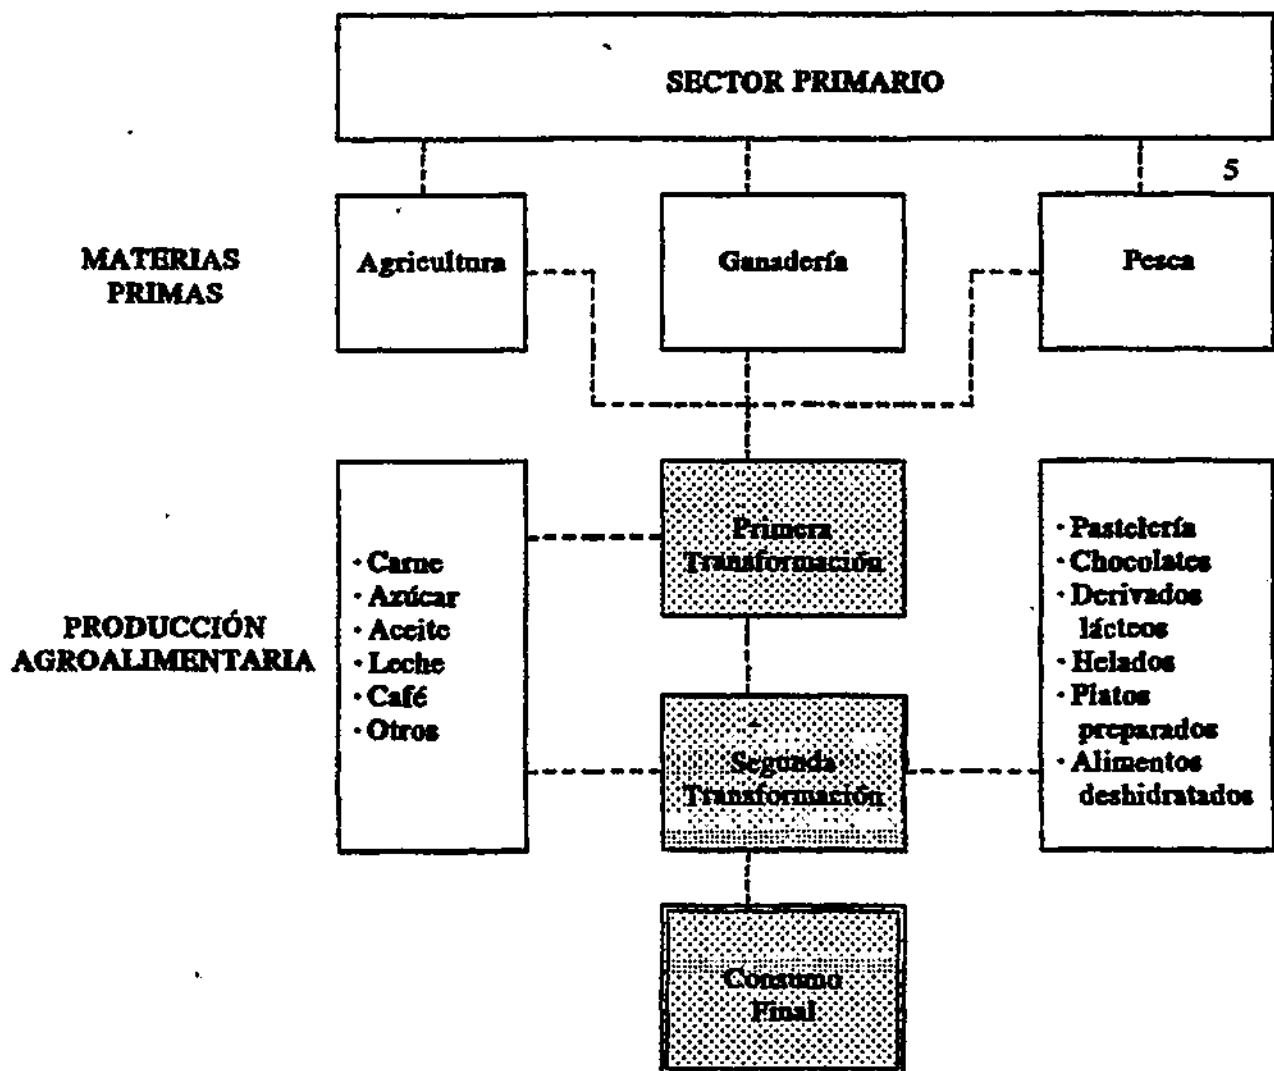 SECTOR PRIMARIO
5
MATERIAS
PRIMAS
Agricultura
Ganadería
Pesca
PRODUCCIÓN
AGROALIMENTARIA
· Carne
· Azúcar
· Aceite
· Leche
· Café
· Otros
Primera
Transformación
Segunda
Transformación
· Pastelería
· Chocolates
· Derivados
lácteos
· Helados
· Platos
preparados
· Alimentos
deshidratados
Consumo
Final